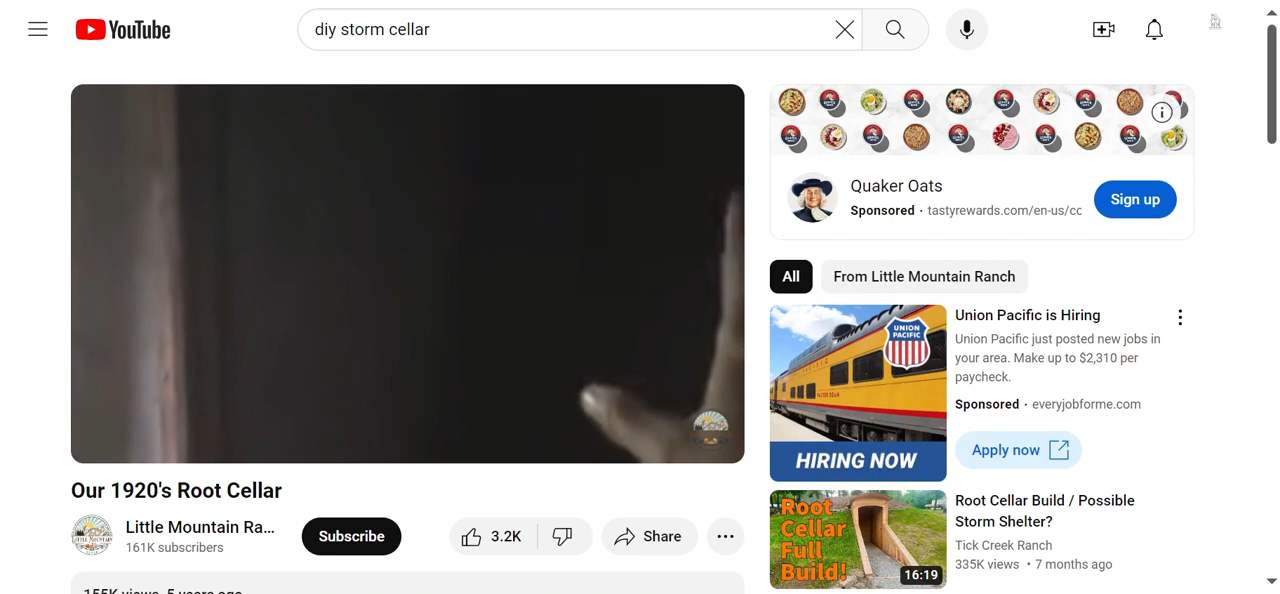 YouTube
diy storm cellar
Quaker Oats
Sponsored · tastyrewards.com/en-us/cc
Sign up
All
From Little Mountain Ranch
UNION
PACIFIC
HIRING NOW
Union Pacific is Hiring
Union Pacific just posted new jobs in
your area. Make up to $2,310 per
paycheck.
Sponsored · everyjobforme.com
Apply now
Our 1920's Root Cellar
Little Mountain Ra...
161K subscribers
Subscribe
3.2K
Share
155K views 5 years ago
Root
Cellar
Full
Build!
16:19
Root Cellar Build / Possible
Storm Shelter?
Tick Creek Ranch
335K views • 7 months ago